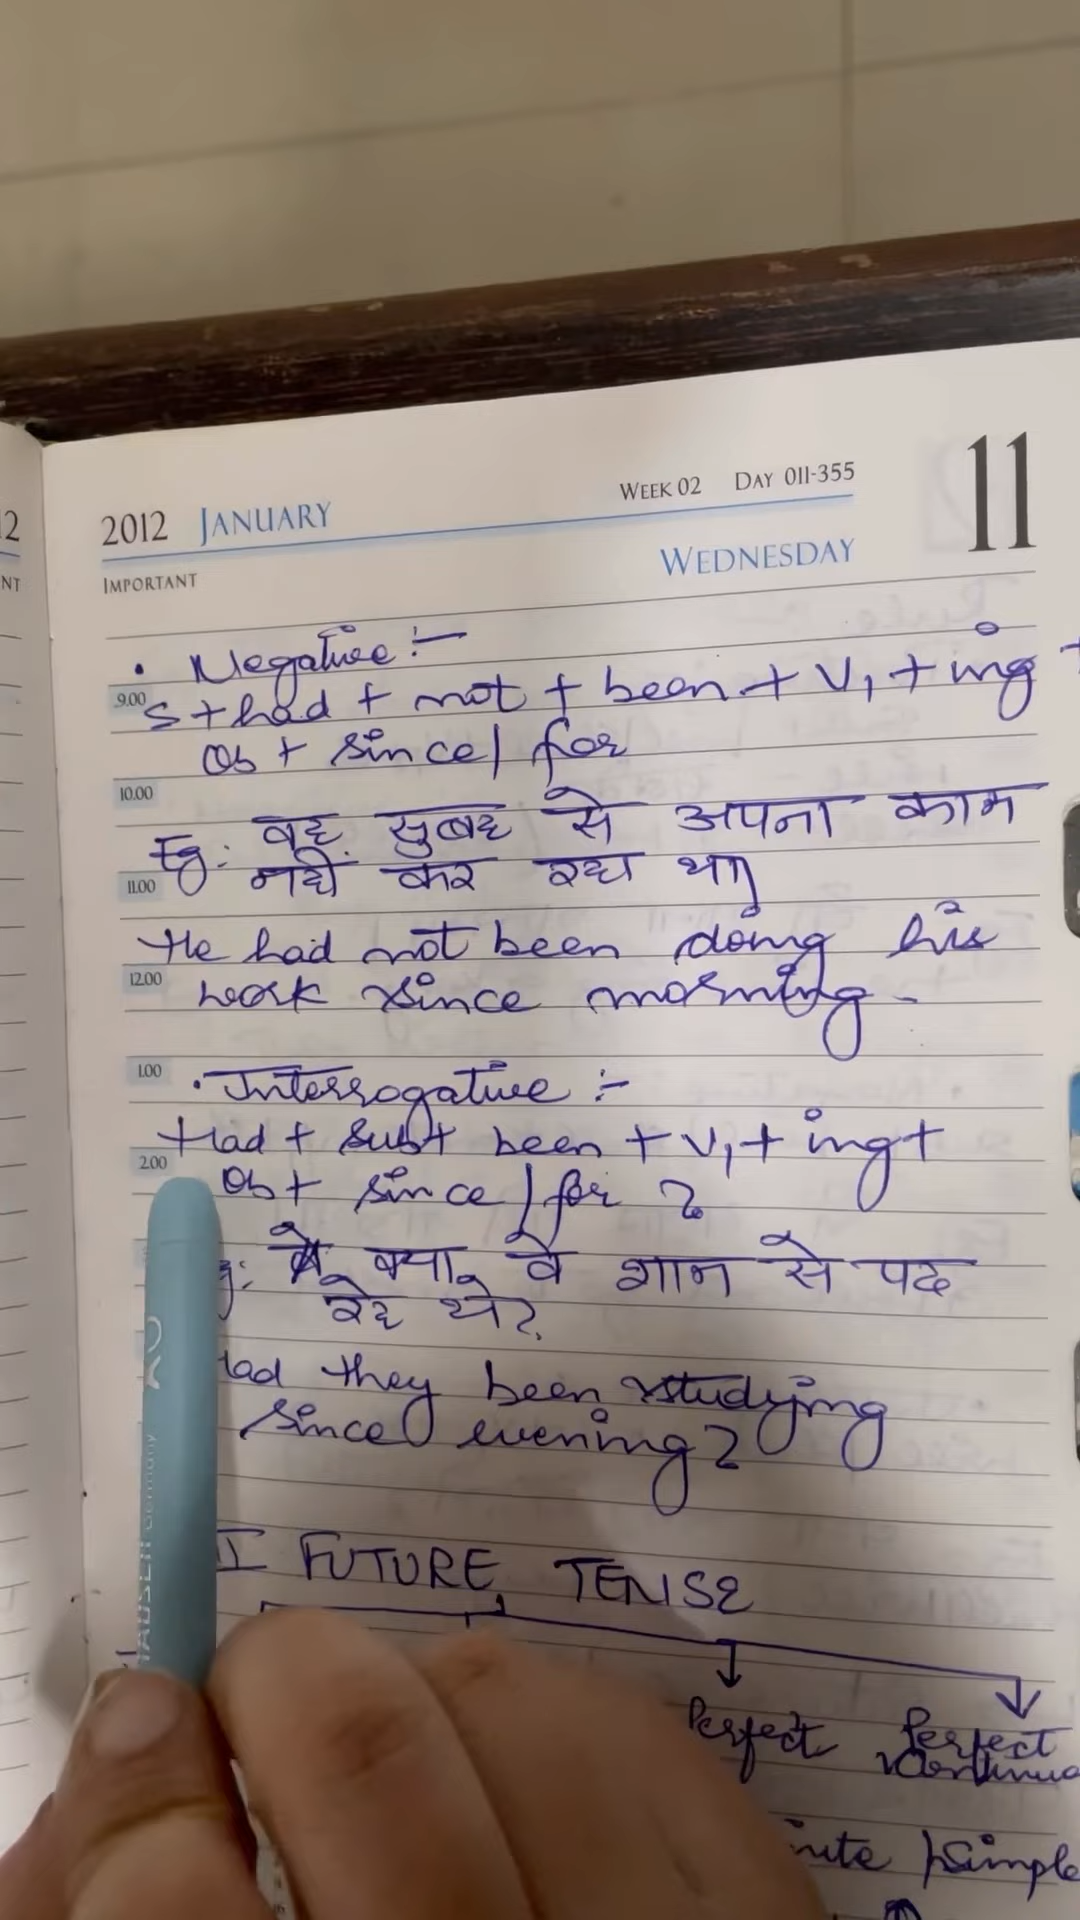 2012 JANUARY WEEK 02 DAY 011-355 11
IMPORTANT WEDNESDAY
• Negative :-
9.00 S + had + not + been + V1 + ing +
Ob + since / for
10.00
Eg: वह सुबह से अपना काम
11.00 नहीं कर रहा था।
He had not been doing his
12.00 work since morning.
1.00 • Interrogative :-
Had + Sub + been + V1 + ing +
2.00 Ob + since / for ?
क्या वे शाम से पढ
रहे थे?
they been studying
since evening?
FUTURE TENSE
Perfect Perfect
Simple